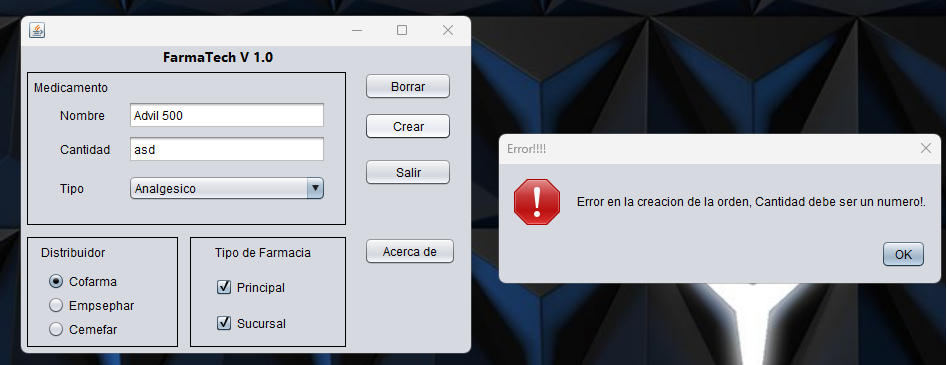 FarmaTech V 1.0
Medicamento
Nombre
Advil 500
Cantidad
asd
Tipo
Analgesico
Borrar
Crear
Salir
Acerca de
Distribuidor
Cofarma
Empsephar
Cemefar
Tipo de Farmacia
Principal
Sucursal
Error!!!!
Error en la creacion de la orden, Cantidad debe ser un numero!.
OK